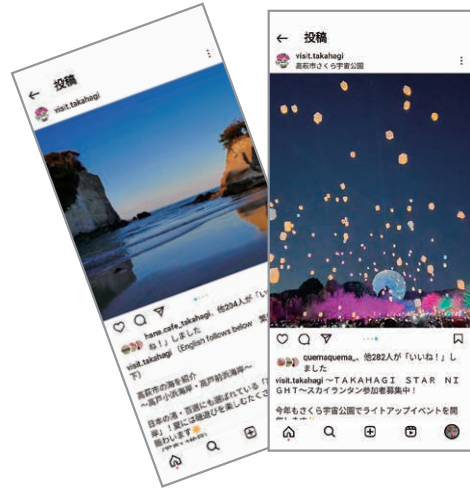 投稿
visit.takahagi
hana.cafe_takahagi、他204人が「いい
ね！」しました
visit.takahagi（English follows below 繁
下）
高萩市の海を紹介
～高戸小浜海岸・高戸前浜海岸～
日本の渚・百選にも選ばれている「
岸」！夏には磯遊びを楽しむたくさ
賑わいます☀
投稿
visit.takahagi
高萩市さくら宇宙公園
quemaquema_、他282人が「いいね！」し
ました
visit.takahagi ～TAKAHAGI STAR NI
GHT～スカイランタン参加者募集中！
今年もさくら宇宙公園でライトアップイベントを開